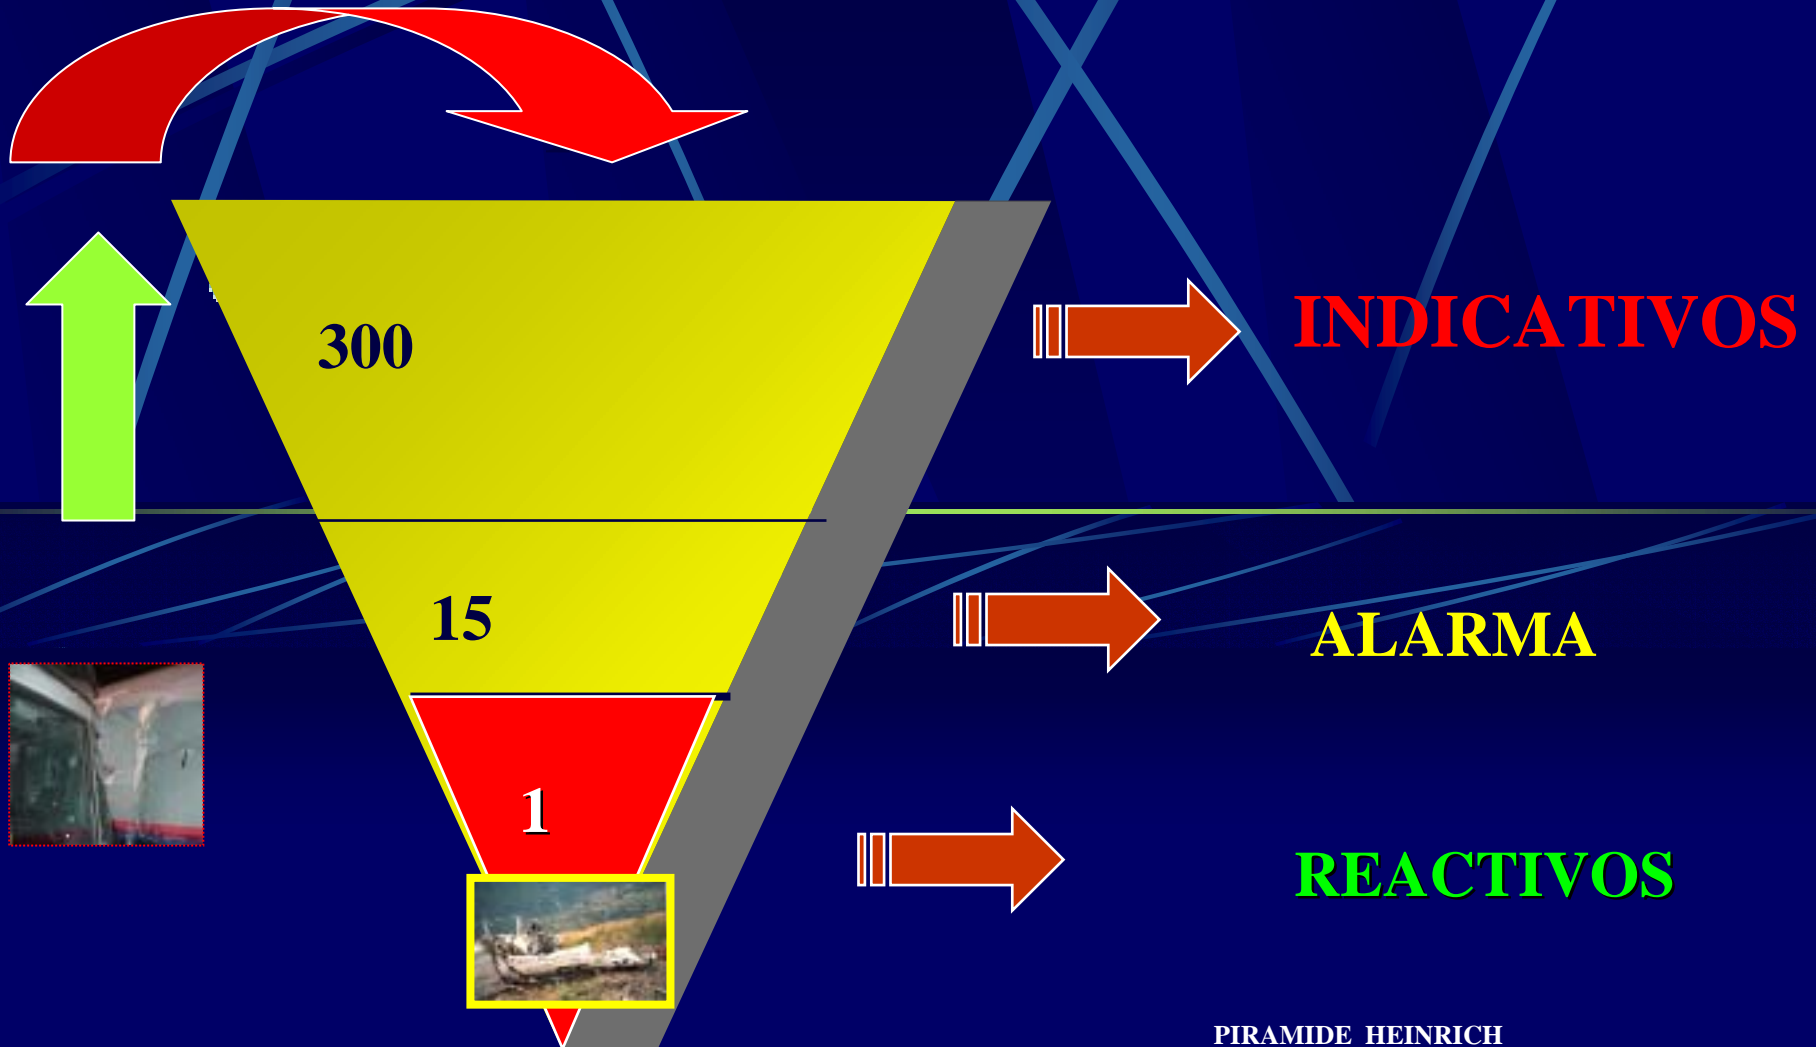 300
INDICATIVOS
15
ALARMA
1
REACTIVOS
PIRAMIDE HEINRICH